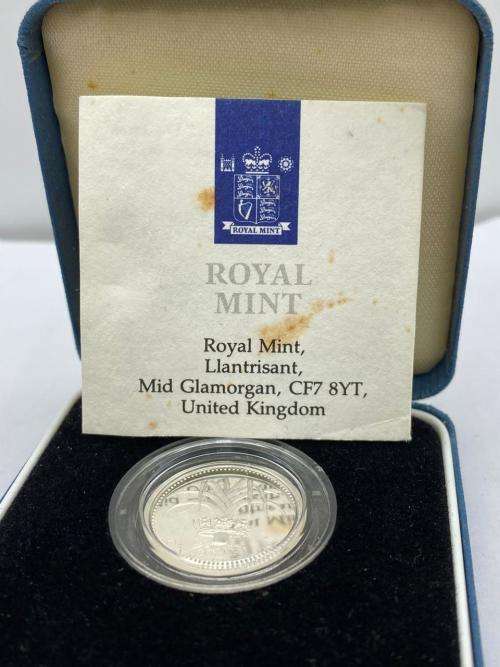 ROYAL MINT
ROYAL
MINT
Royal Mint,
Llantrisant,
Mid Glamorgan, CF7 8YT,
United Kingdom